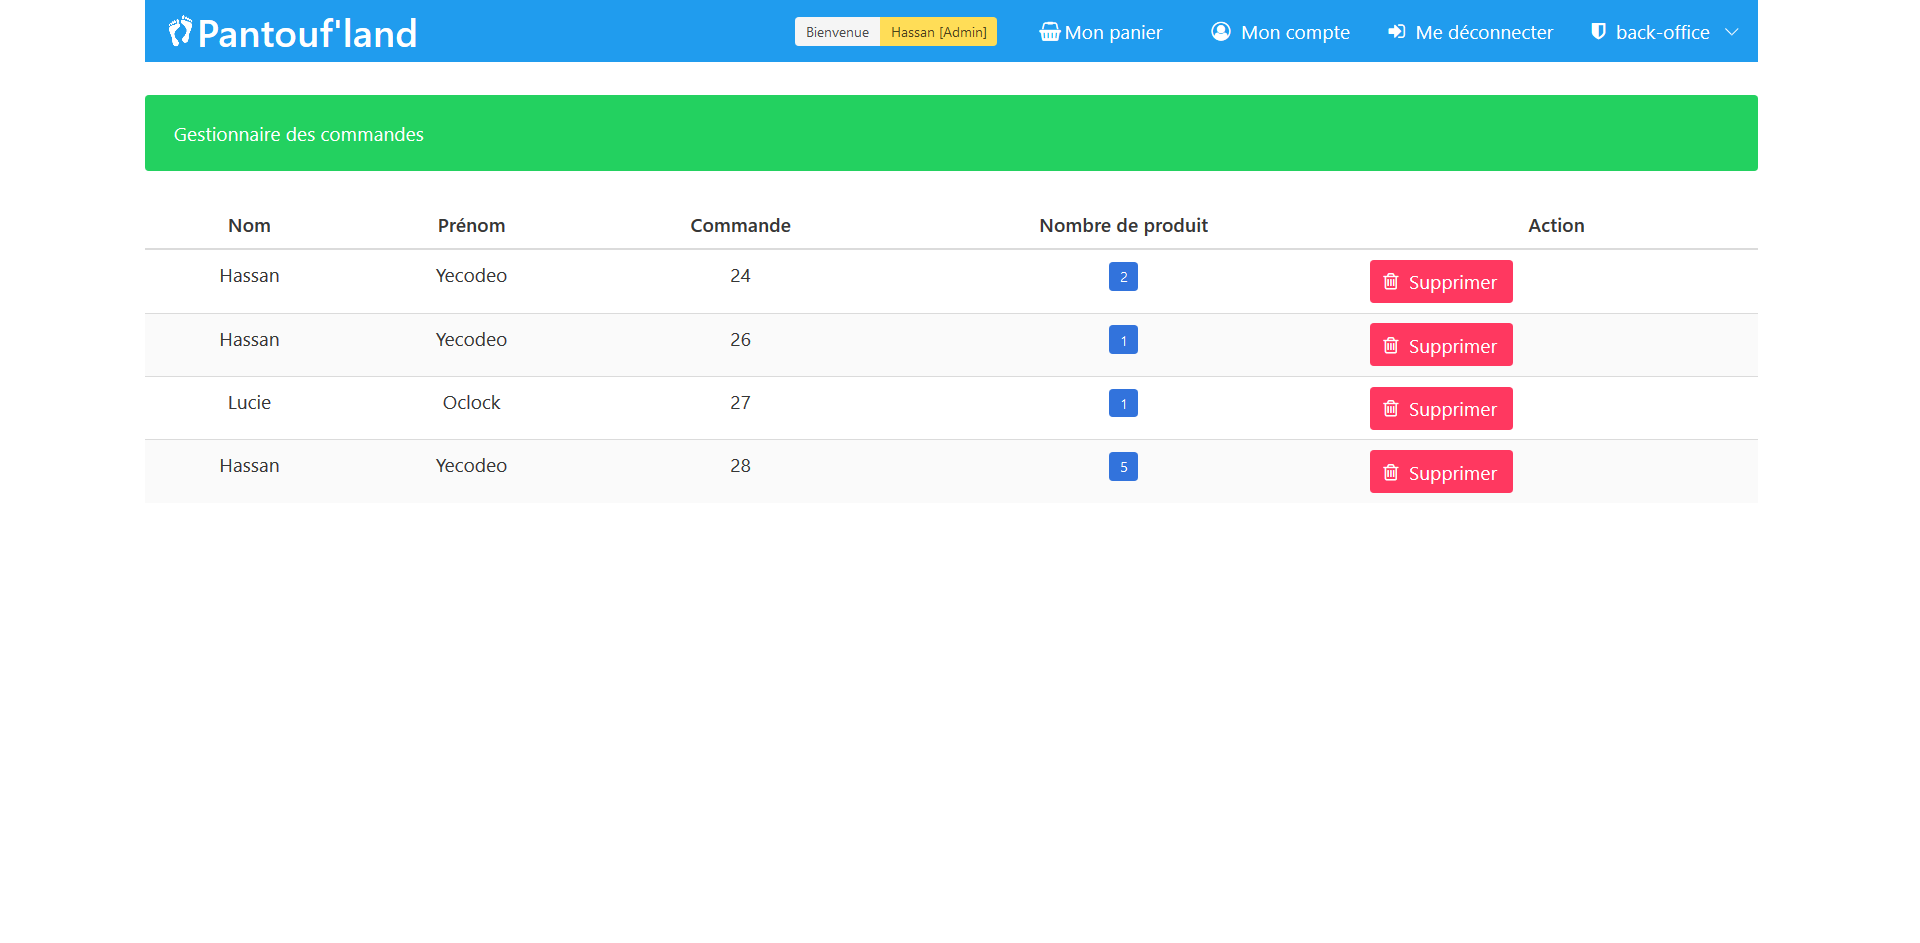 Pantouf'land Bienvenue Hassan [Admin] Mon panier Mon compte Me déconnecter back-office
Gestionnaire des commandes
Nom Prénom Commande Nombre de produit Action
Hassan Yecodeo 24 2 Supprimer
Hassan Yecodeo 26 1 Supprimer
Lucie Oclock 27 1 Supprimer
Hassan Yecodeo 28 5 Supprimer